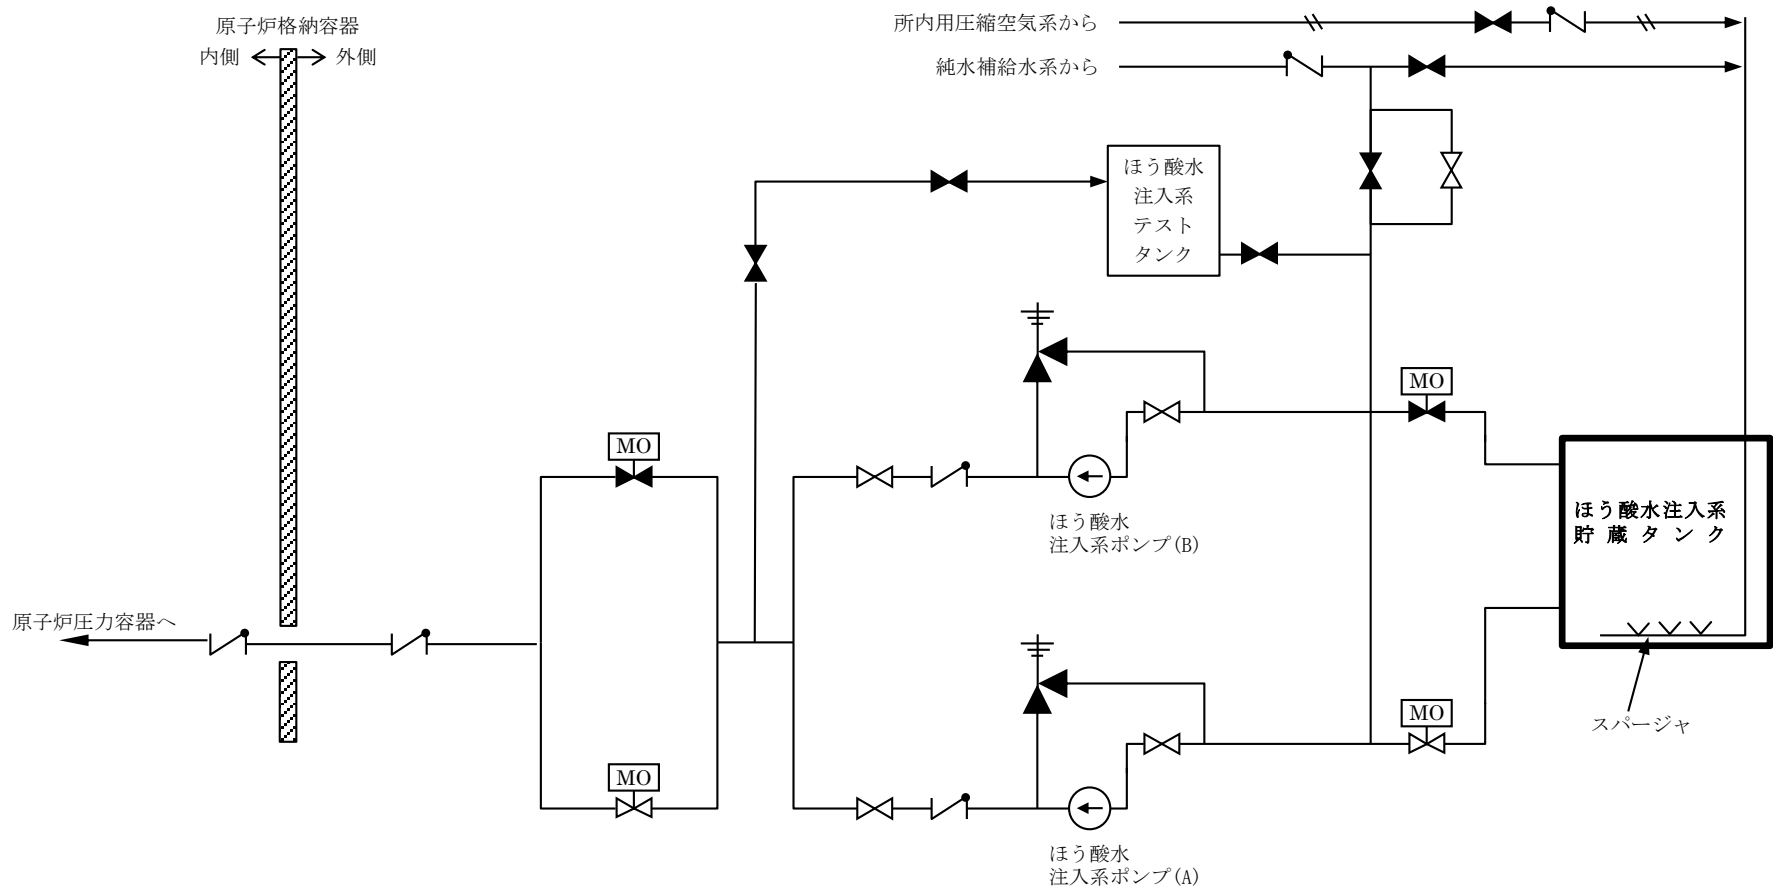 原子炉格納容器
内側
外側
所内用圧縮空気系から
純水補給水系から
ほう酸水
注入系
テスト
タンク
MO
MO
ほう酸水注入系
貯蔵タンク
ほう酸水
注入系ポンプ(B)
原子炉圧力容器へ
MO
スパージャ
MO
ほう酸水
注入系ポンプ(A)